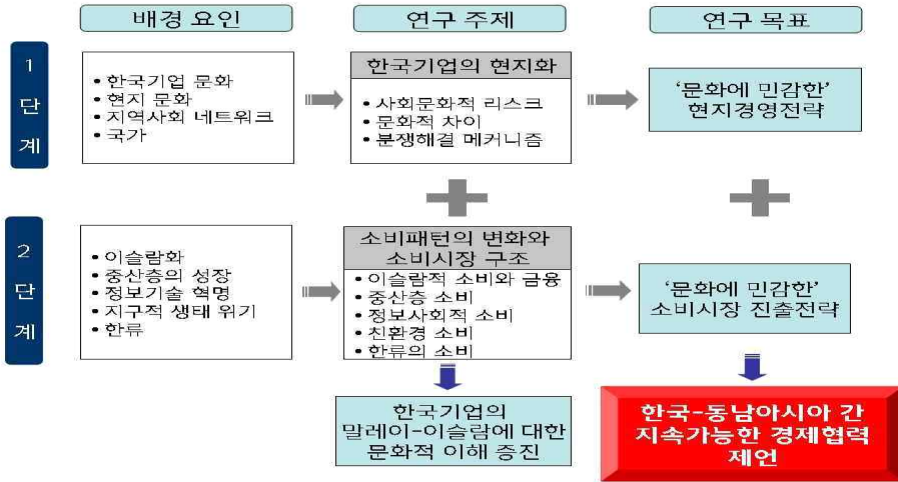 배경 요인
연구 주제
연구 목표
1
단
계
• 한국기업 문화
• 현지 문화
• 지역사회 네트워크
• 국가
한국기업의 현지화
• 사회문화적 리스크
• 문화적 차이
• 분쟁해결 메커니즘
‘문화에 민감한’
현지경영전략
2
단
계
• 이슬람화
• 중산층의 성장
• 정보기술 혁명
• 지구적 생태 위기
• 한류
소비패턴의 변화와
소비시장 구조
• 이슬람적 소비와 금융
• 중산층 소비
• 정보사회적 소비
• 친환경 소비
• 한류의 소비
‘문화에 민감한’
소비시장 진출전략
한국기업의
말레이-이슬람에 대한
문화적 이해 증진
한국-동남아시아 간
지속가능한 경제협력
제언